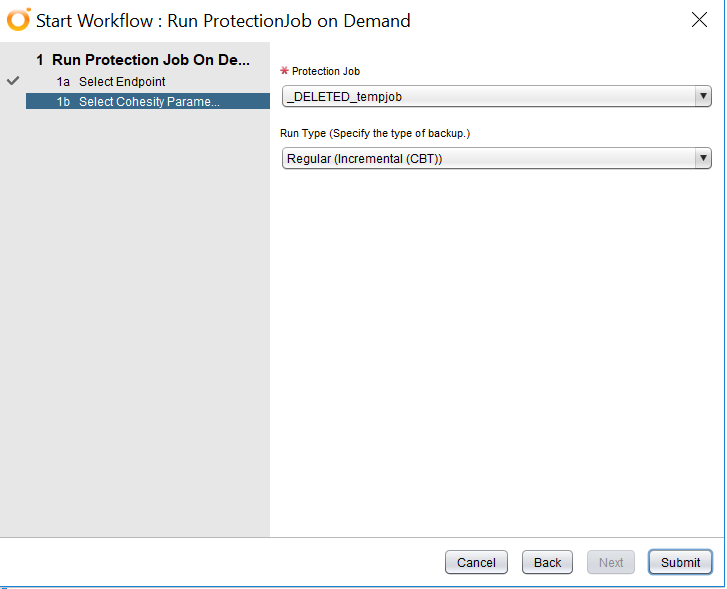 Start Workflow : Run ProtectionJob on Demand
1 Run Protection Job On De...
1a Select Endpoint
1b Select Cohesity Parame...
* Protection Job
_DELETED_tempjob
Run Type (Specify the type of backup.)
Regular (Incremental (CBT))
Cancel
Back
Next
Submit